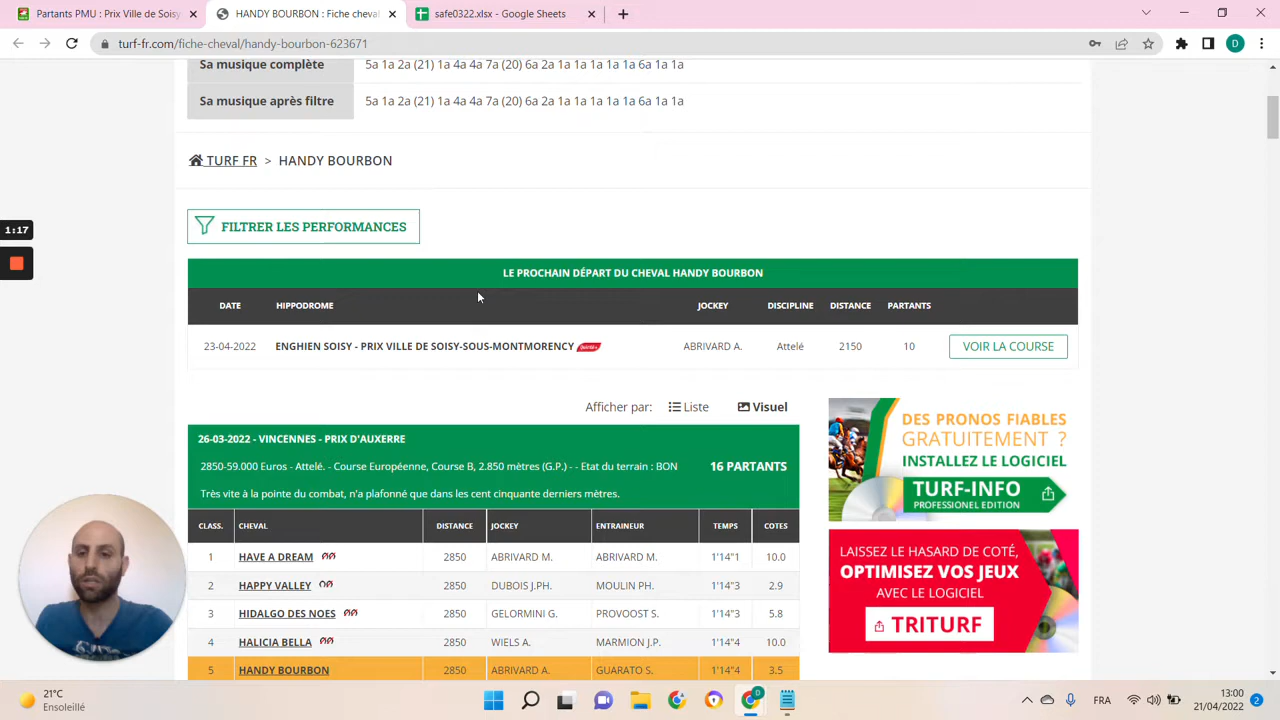 Partants PMU : Prix Ville de Soisy
HANDY BOURBON : Fiche cheval
safe0322.xlsx - Google Sheets
turf-fr.com/fiche-cheval/handy-bourbon-623671
D
Sa musique complète 5a 1a 2a (21) 1a 4a 4a 7a (20) 6a 2a 1a 1a 1a 1a 6a 1a 1a
Sa musique après filtre 5a 1a 2a (21) 1a 4a 4a 7a (20) 6a 2a 1a 1a 1a 1a 6a 1a 1a
TURF FR > HANDY BOURBON
1:17
FILTRER LES PERFORMANCES
LE PROCHAIN DÉPART DU CHEVAL HANDY BOURBON
DATE HIPPODROME JOCKEY DISCIPLINE DISTANCE PARTANTS
23-04-2022 ENGHIEN SOISY - PRIX VILLE DE SOISY-SOUS-MONTMORENCY ABRIVARD A. Attelé 2150 10 VOIR LA COURSE
Afficher par: Liste Visuel
26-03-2022 - VINCENNES - PRIX D'AUXERRE
2850-59.000 Euros - Attelé. - Course Européenne, Course B, 2.850 mètres (G.P.) - - Etat du terrain : BON 16 PARTANTS
Très vite à la pointe du combat, n'a plafonné que dans les cent cinquante derniers mètres.
CLASS. CHEVAL DISTANCE JOCKEY ENTRAINEUR TEMPS COTES
1 HAVE A DREAM 2850 ABRIVARD M. ABRIVARD M. 1'14"1 10.0
2 HAPPY VALLEY 2850 DUBOIS J.PH. MOULIN PH. 1'14"3 2.9
3 HIDALGO DES NOES 2850 GELORMINI G. PROVOOST S. 1'14"3 5.8
4 HALICIA BELLA 2850 WIELS A. MARMION J.P. 1'14"4 10.0
5 HANDY BOURBON 2850 ABRIVARD A. GUARATO S. 1'14"4 3.5
DES PRONOS FIABLES
GRATUITEMENT ?
INSTALLEZ LE LOGICIEL
TURF-INFO
PROFESSIONEL EDITION
LAISSEZ LE HASARD DE COTÉ,
OPTIMISEZ VOS JEUX
AVEC LE LOGICIEL
TRITURF
21°C
Ensoleillé
D
FRA
13:00
21/04/2022
2